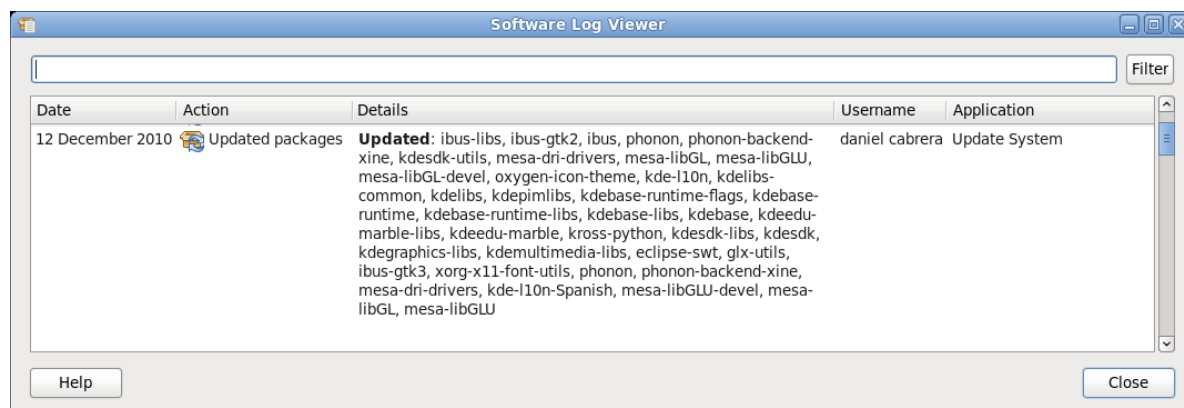 Software Log Viewer
Filter
Date Action Details Username Application
12 December 2010 Updated packages Updated: ibus-libs, ibus-gtk2, ibus, phonon, phonon-backend- daniel cabrera Update System
xine, kdesdk-utils, mesa-dri-drivers, mesa-libGL, mesa-libGLU,
mesa-libGL-devel, oxygen-icon-theme, kde-l10n, kdelibs-
common, kdelibs, kdepimlibs, kdebase-runtime-flags, kdebase-
runtime, kdebase-runtime-libs, kdebase-libs, kdebase, kdeedu-
marble-libs, kdeedu-marble, kross-python, kdesdk-libs, kdesdk,
kdegraphics-libs, kdemultimedia-libs, eclipse-swt, glx-utils,
ibus-gtk3, xorg-x11-font-utils, phonon, phonon-backend-xine,
mesa-dri-drivers, kde-l10n-Spanish, mesa-libGLU-devel, mesa-
libGL, mesa-libGLU
Help Close